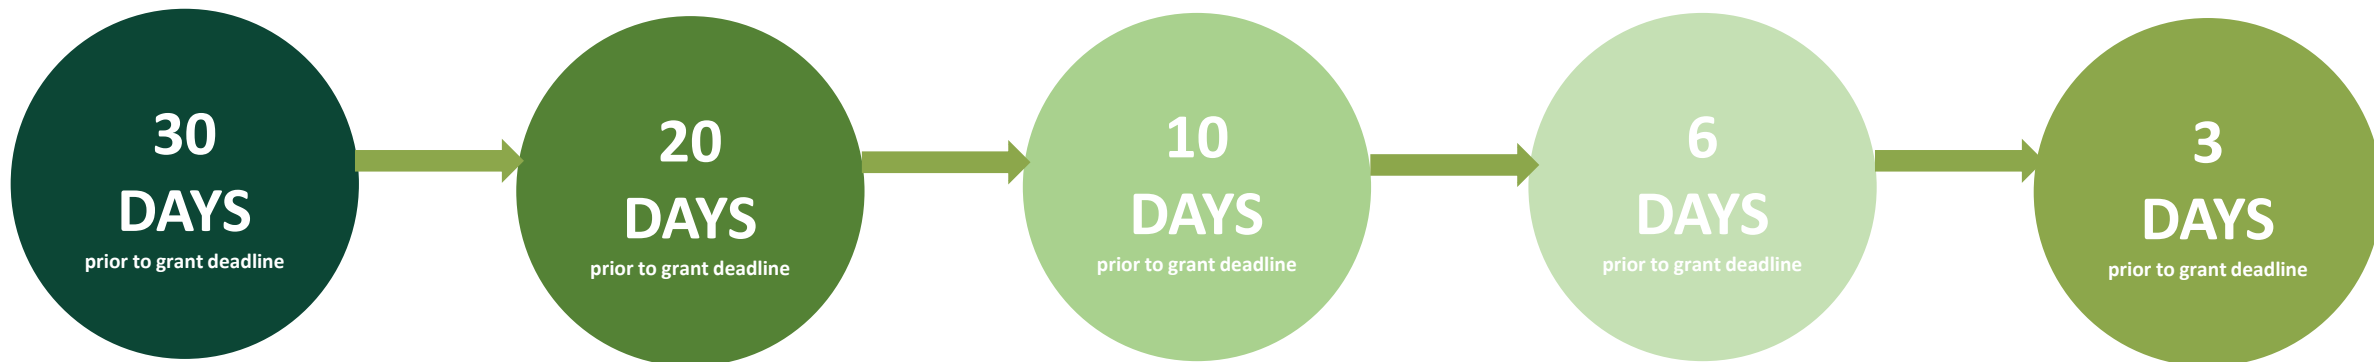 30
DAYS
prior to grant deadline
20
DAYS
prior to grant deadline
10
DAYS
prior to grant deadline
6
DAYS
prior to grant deadline
3
DAYS
prior to grant deadline